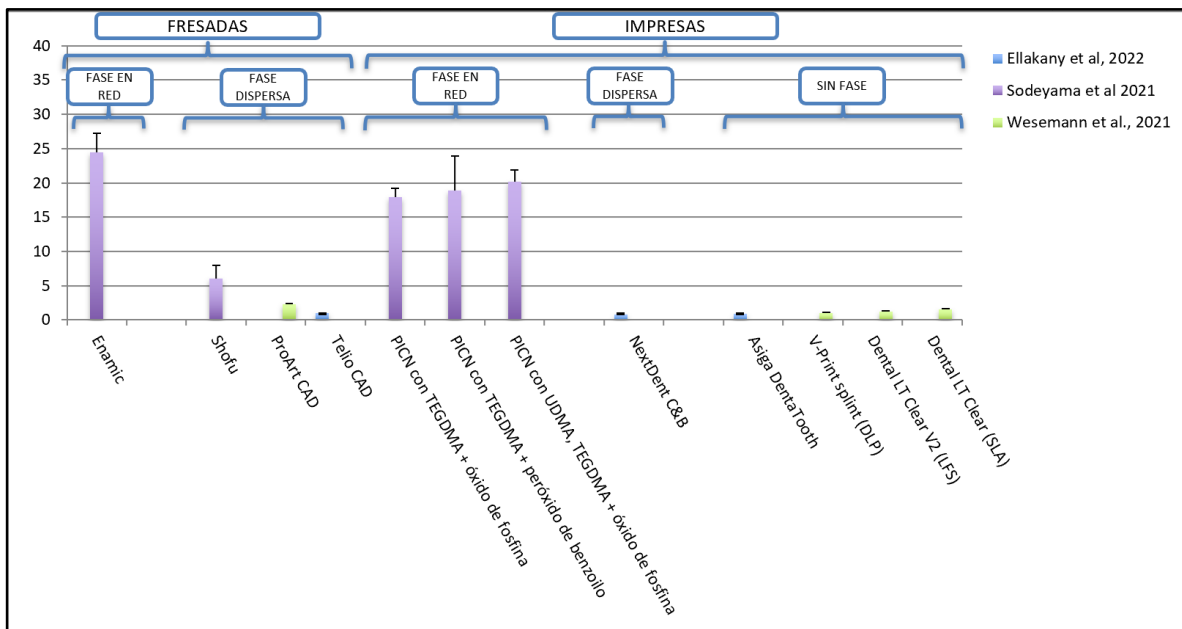 FRESADAS
IMPRESAS
FASE EN
RED
FASE
DISPERSA
FASE EN
RED
FASE
DISPERSA
SIN FASE
40
35
30
25
20
15
10
5
0
Enamic
Shofu
ProArt CAD
Telio CAD
PICN con TEGDMA + óxido de fosfina
PICN con TEGDMA + peróxido de benzoilo
PICN con UDMA, TEGDMA + óxido de fosfina
NextDent C&B
Asiga DentaTooth
V-Print splint (DLP)
Dental LT Clear V2 (LFS)
Dental LT Clear (SLA)
Ellakany et al, 2022
Sodeyama et al 2021
Wesemann et al., 2021